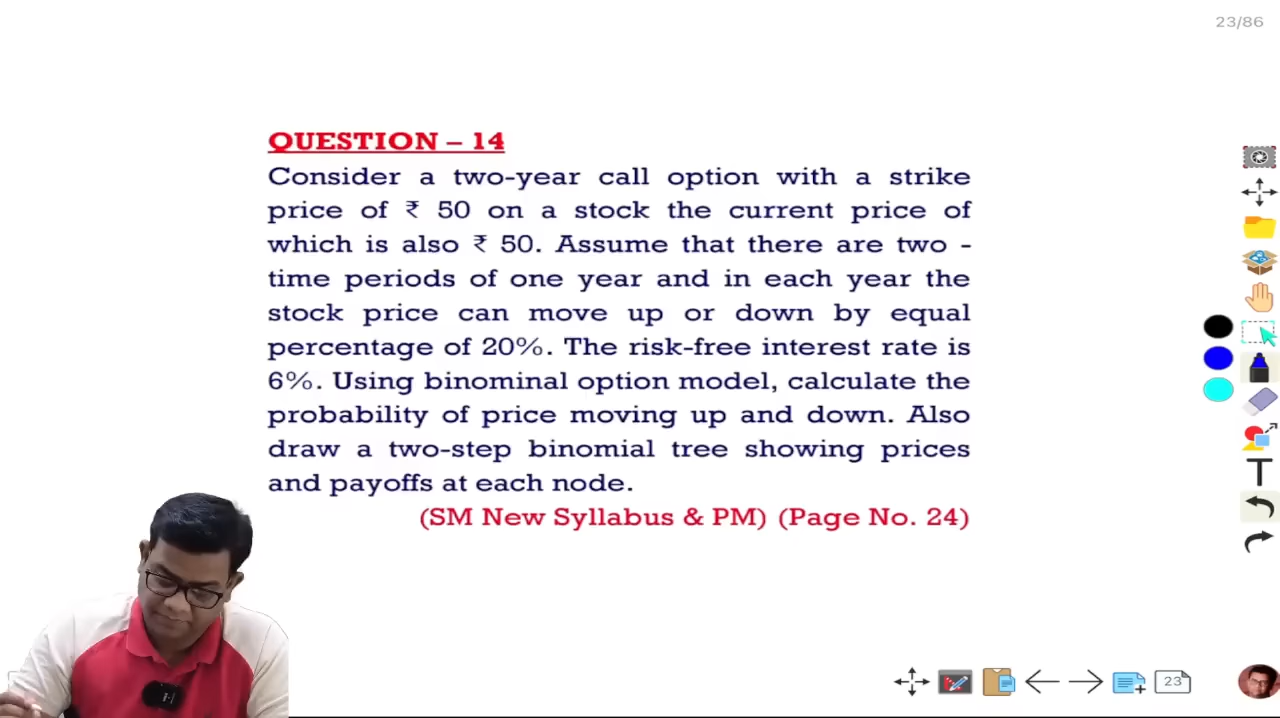 23/86
QUESTION – 14
Consider a two-year call option with a strike
price of ₹ 50 on a stock the current price of
which is also ₹ 50. Assume that there are two -
time periods of one year and in each year the
stock price can move up or down by equal
percentage of 20%. The risk-free interest rate is
6%. Using binominal option model, calculate the
probability of price moving up and down. Also
draw a two-step binomial tree showing prices
and payoffs at each node.
(SM New Syllabus & PM) (Page No. 24)
T
23